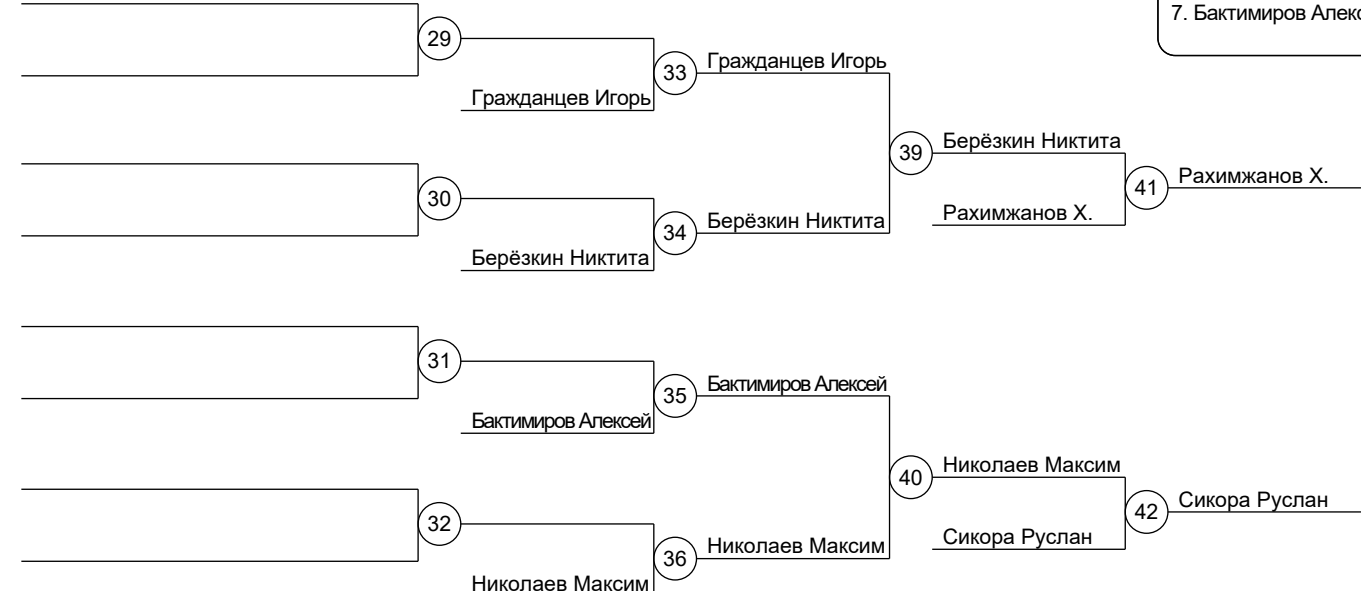 7. Бактимиров Алекс
29
Гражданцев Игорь
33
Гражданцев Игорь
39
Берёзкин Никтита
41
Рахимжанов Х.
30
Берёзкин Никтита
34
Берёзкин Никтита
Рахимжанов Х.
31
Бактимиров Алексей
35
Бактимиров Алексей
40
Николаев Максим
42
Сикора Руслан
32
Николаев Максим
36
Николаев Максим
Сикора Руслан